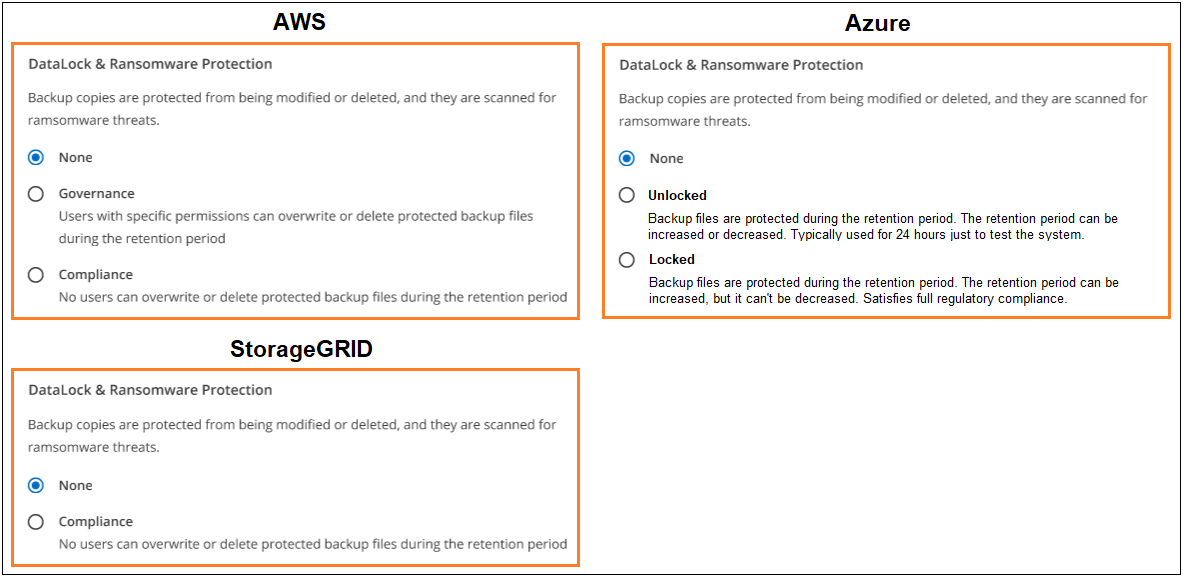 AWS
DataLock & Ransomware Protection
Backup copies are protected from being modified or deleted, and they are scanned for
ramsomware threats.
None
Governance
Users with specific permissions can overwrite or delete protected backup files
during the retention period
Compliance
No users can overwrite or delete protected backup files during the retention period
Azure
DataLock & Ransomware Protection
Backup copies are protected from being modified or deleted, and they are scanned for
ramsomware threats.
None
Unlocked
Backup files are protected during the retention period. The retention period can be
increased or decreased. Typically used for 24 hours just to test the system.
Locked
Backup files are protected during the retention period. The retention period can be
increased, but it can't be decreased. Satisfies full regulatory compliance.
StorageGRID
DataLock & Ransomware Protection
Backup copies are protected from being modified or deleted, and they are scanned for
ramsomware threats.
None
Compliance
No users can overwrite or delete protected backup files during the retention period